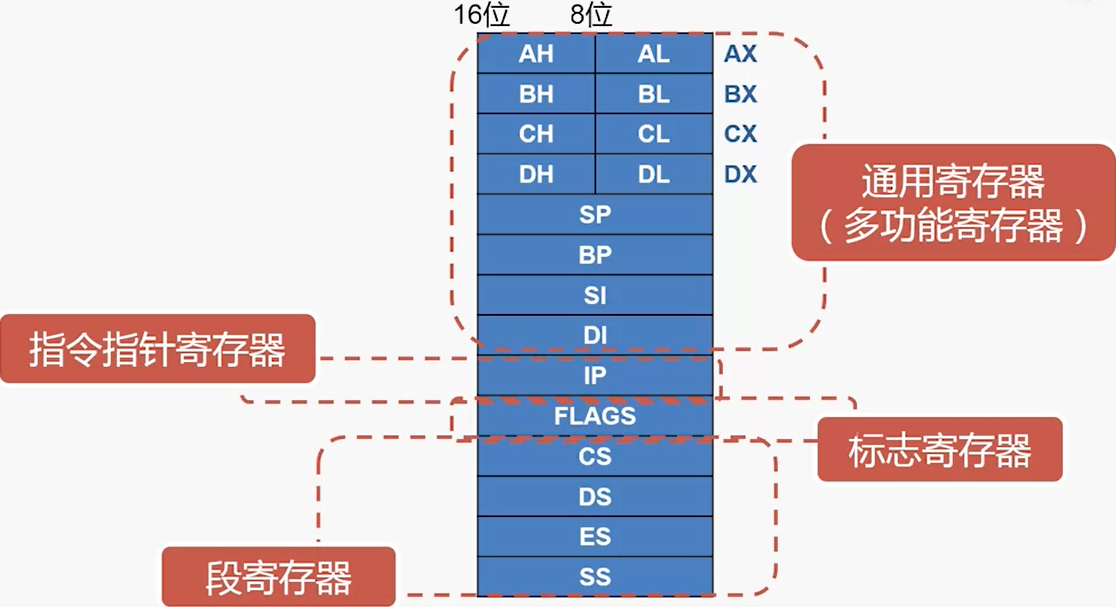 16位 8位
AH AL AX
BH BL BX
CH CL CX
DH DL DX
通用寄存器
（多功能寄存器）
SP
BP
SI
DI
指令指针寄存器
IP
FLAGS
标志寄存器
CS
DS
ES
段寄存器
SS